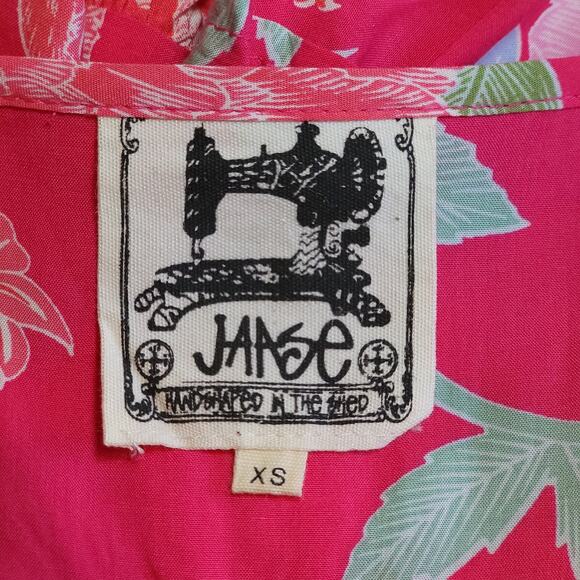 JAASE
HANDSHAPED IN THE SHED
XS